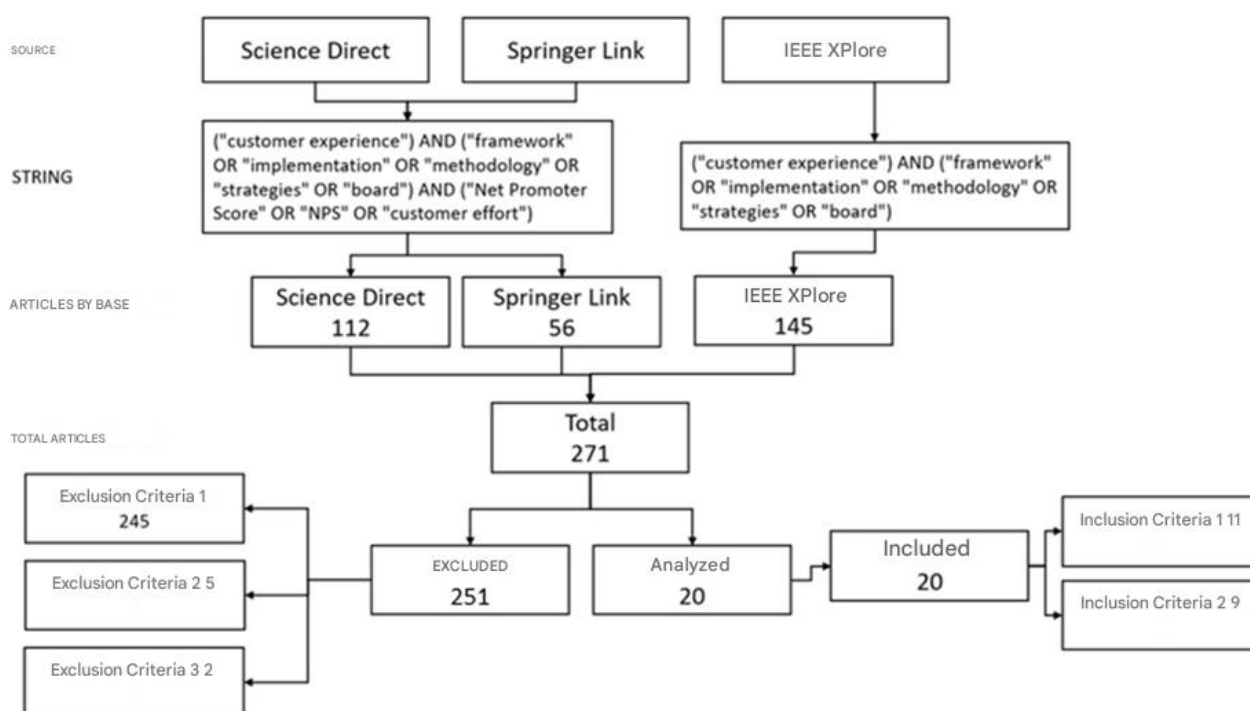 SOURCE
Science Direct
Springer Link
IEEE XPlore
STRING
("customer experience") AND ("framework"
OR "implementation" OR "methodology" OR
"strategies" OR "board") AND ("Net Promoter
Score" OR "NPS" OR "customer effort")
("customer experience") AND ("framework"
OR "implementation" OR "methodology" OR
"strategies" OR "board")
ARTICLES BY BASE
Science Direct
112
Springer Link
56
IEEE XPlore
145
TOTAL ARTICLES
Total
271
Exclusion Criteria 1
245
Exclusion Criteria 2 5
Exclusion Criteria 3 2
EXCLUDED
251
Analyzed
20
Included
20
Inclusion Criteria 1 11
Inclusion Criteria 2 9